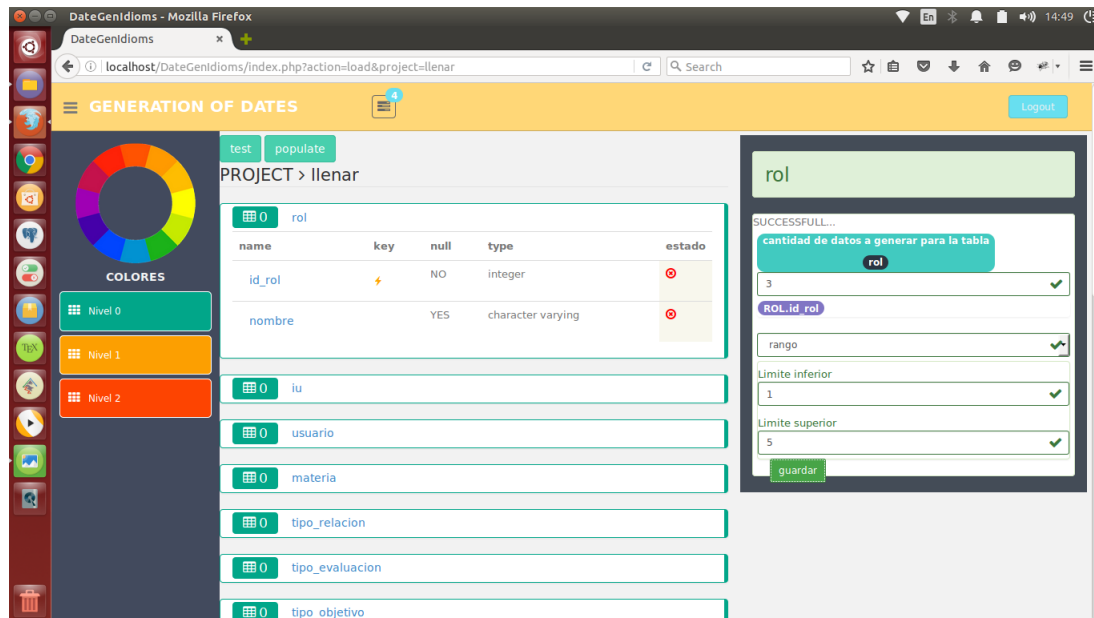 DateGenIdioms - Mozilla Firefox
En
14:49
DateGenIdioms ×
localhost/DateGenIdioms/index.php?action=load&project=llenar
Search
GENERATION OF DATES
4
Logout
COLORES
Nivel 0
Nivel 1
Nivel 2
test populate
PROJECT > llenar
0 rol
name key null type estado
id_rol NO integer
nombre YES character varying
0 iu
0 usuario
0 materia
0 tipo_relacion
0 tipo_evaluacion
0 tipo_objetivo
rol
SUCCESSFULL...
cantidad de datos a generar para la tabla
rol
3
ROL.id_rol
rango
Limite inferior
1
Limite superior
5
guardar
TEX